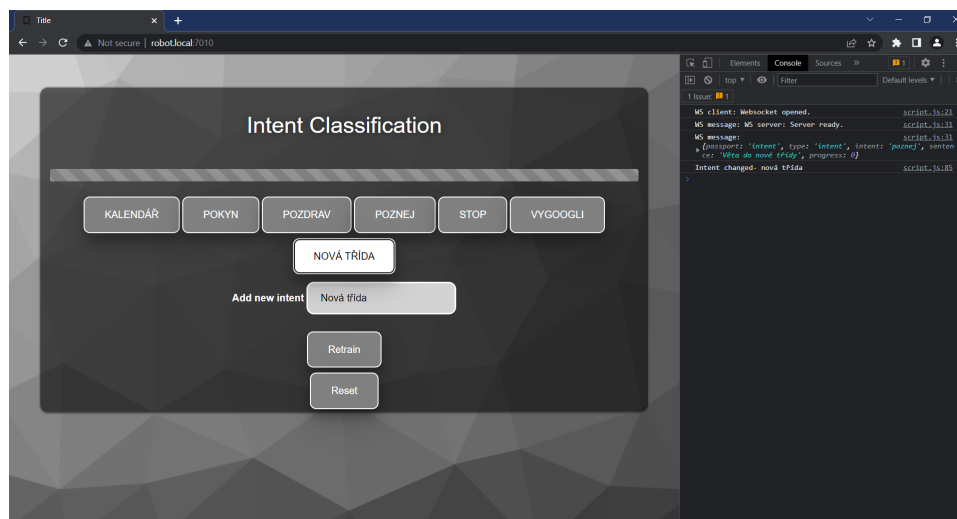 Title
Not secure | robot.local:7010
Elements Console Sources
1
top Filter Default levels
1 Issue: 1
Intent Classification
KALENDÁŘ POKYN POZDRAV POZNEJ STOP VYGOOGLI
NOVÁ TŘÍDA
Add new intent Nová třída
Retrain
Reset
WS client: Websocket opened. script.js:21
WS message: WS server: Server ready. script.js:31
WS message: script.js:31
{passport: 'intent', type: 'intent', intent: 'poznej', senten
ce: 'Věta do nové třídy', progress: 0}
Intent changed- nová třída script.js:85